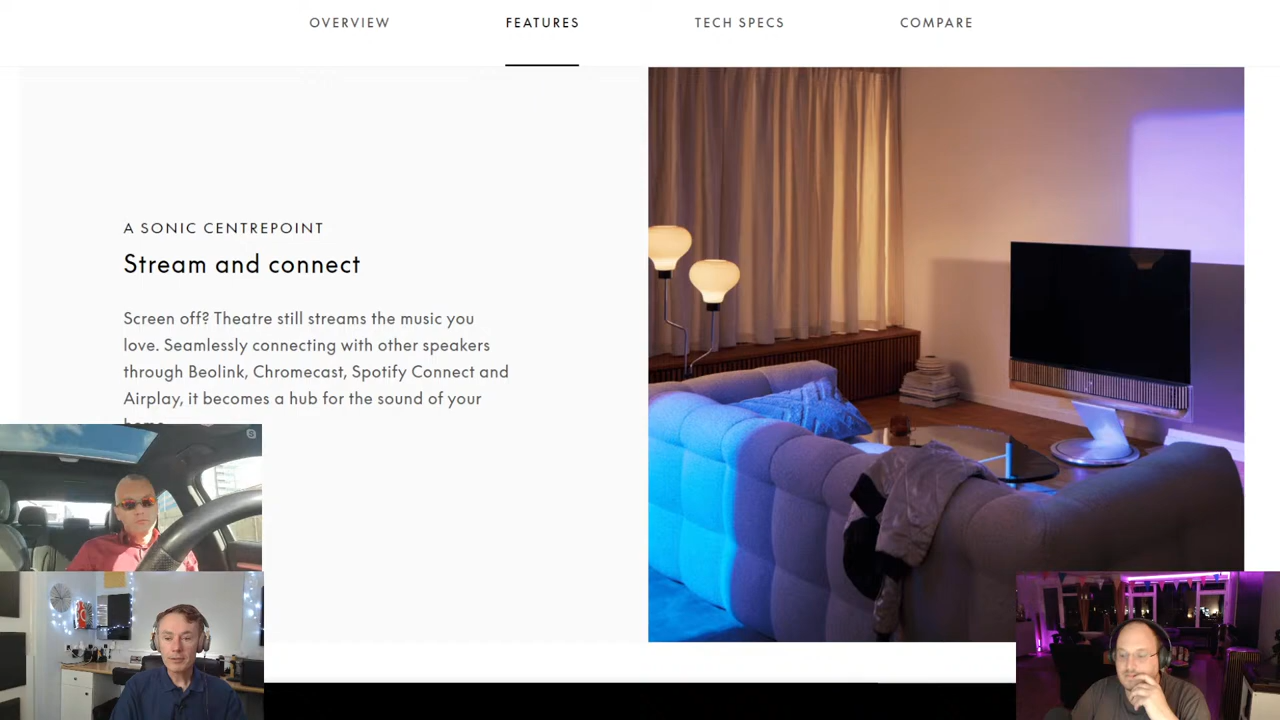 OVERVIEW
FEATURES
TECH SPECS
COMPARE
A SONIC CENTREPOINT
Stream and connect
Screen off? Theatre still streams the music you
love. Seamlessly connecting with other speakers
through Beolink, Chromecast, Spotify Connect and
Airplay, it becomes a hub for the sound of your